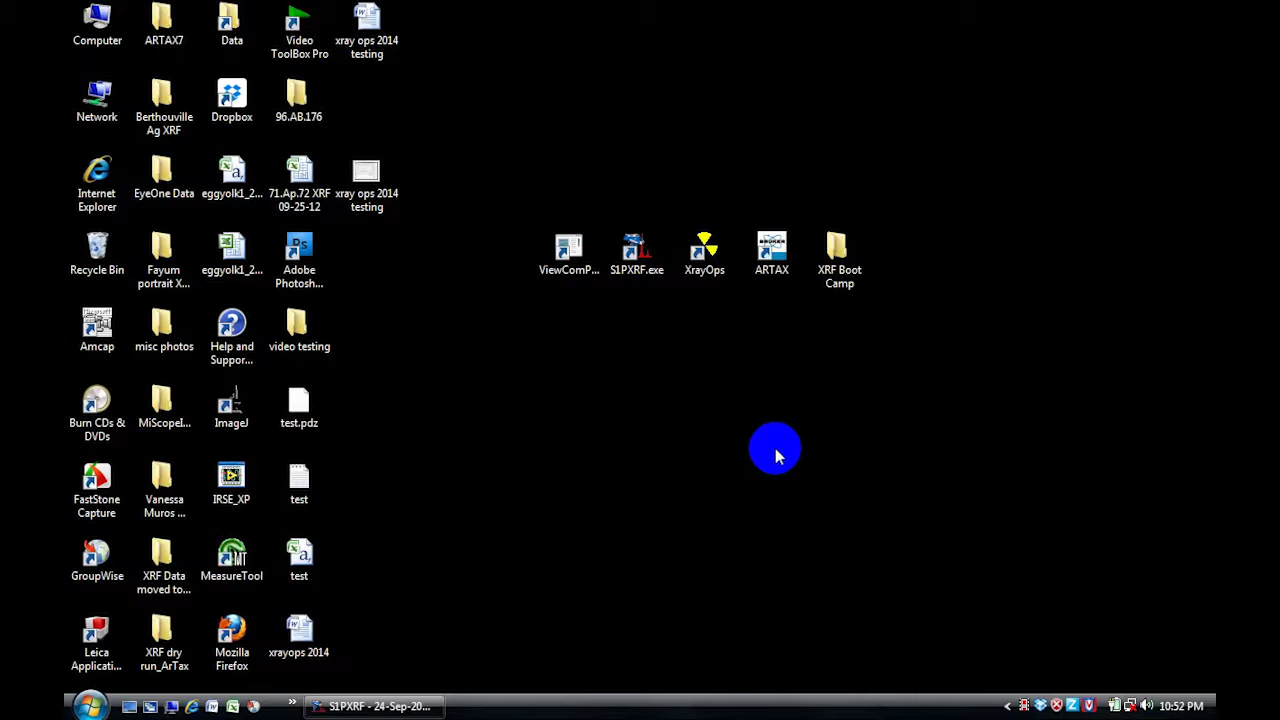 Computer
ARTAX7
Data
Video
ToolBox Pro
xray ops 2014
testing
Network
Berthouville
Ag XRF
Dropbox
96.AB.176
Internet
Explorer
EyeOne Data
eggyolk1_2...
71.Ap.72 XRF
09-25-12
xray ops 2014
testing
Recycle Bin
Fayum
portrait X...
eggyolk1_2...
Ps
Adobe
Photosh...
ViewComP...
S1PXRF.exe
XrayOps
BRUKER
ARTAX
XRF Boot
Camp
Amcap
misc photos
Help and
Suppor...
video testing
Burn CDs &
DVDs
MiScopeI...
ImageJ
test.pdz
FastStone
Capture
Vanessa
Muros ...
IRSE_XP
test
GroupWise
XRF Data
moved to...
MT
MeasureTool
test
Leica
Applicati...
XRF dry
run_ArTax
Mozilla
Firefox
xrayops 2014
S1PXRF - 24-Sep-20...
10:52 PM